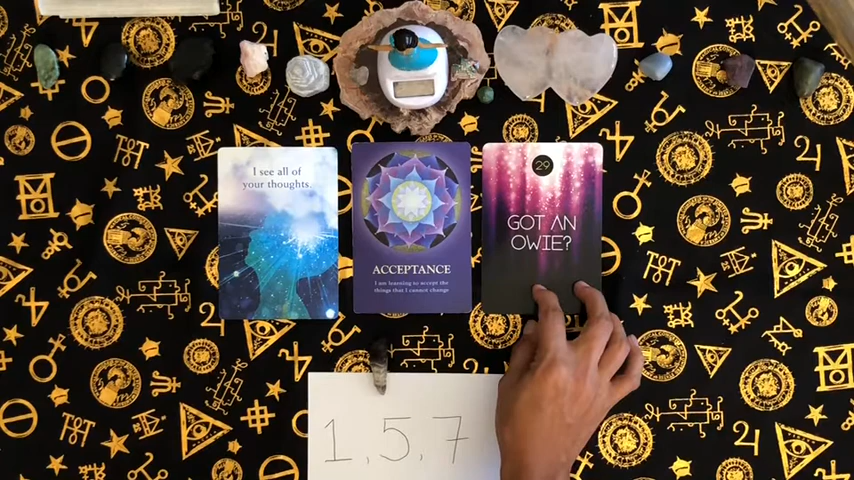 I see all of
your thoughts.
ACCEPTANCE
I am learning to accept the
things that I cannot change
29
GOT AN
OWIE?
1, 5, 7